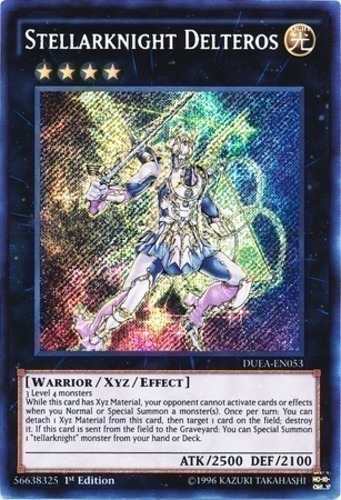 STELLARKNIGHT DELTEROS
DUEA-EN053
[WARRIOR / XYZ / EFFECT]
3 Level 4 monsters
While this card has Xyz Material, your opponent cannot activate cards or effects
when you Normal or Special Summon a monster(s). Once per turn: You can
detach 1 Xyz Material from this card, then target 1 card on the field; destroy
it. If this card is sent from the field to the Graveyard: You can Special Summon
1 "tellarknight" monster from your hand or Deck.
ATK/2500 DEF/2100
56638325 1st Edition ©1996 KAZUKI TAKAHASHI